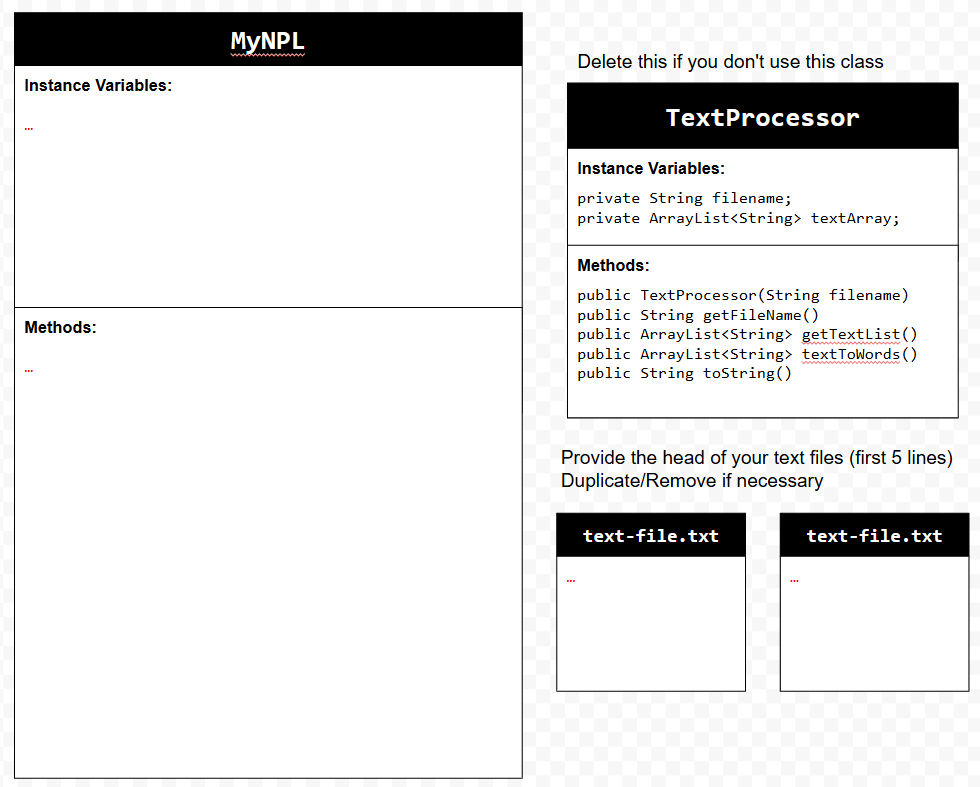 MyNPL
Instance Variables:
…
Methods:
…
Delete this if you don't use this class
TextProcessor
Instance Variables:
private String filename;
private ArrayList<String> textArray;
Methods:
public TextProcessor(String filename)
public String getFileName()
public ArrayList<String> getTextList()
public ArrayList<String> textToWords()
public String toString()
Provide the head of your text files (first 5 lines)
Duplicate/Remove if necessary
text-file.txt
…
text-file.txt
…